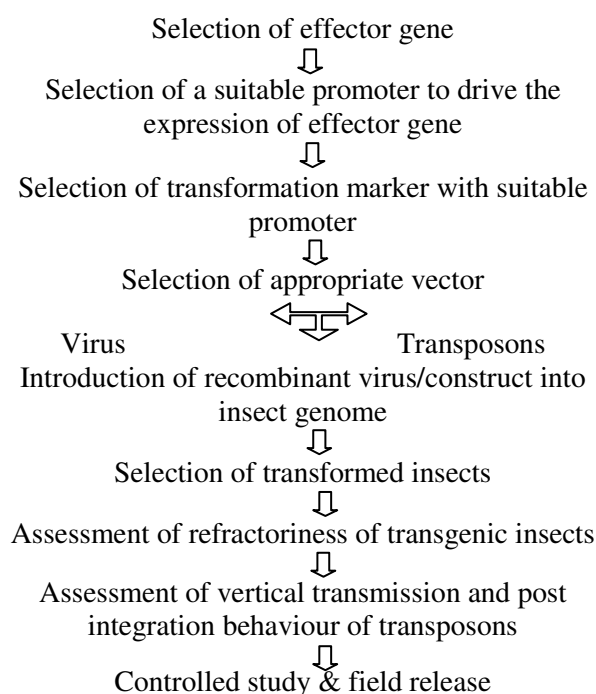 Selection of effector gene
Selection of a suitable promoter to drive the
expression of effector gene
Selection of transformation marker with suitable
promoter
Selection of appropriate vector
Virus Transposons
Introduction of recombinant virus/construct into
insect genome
Selection of transformed insects
Assessment of refractoriness of transgenic insects
Assessment of vertical transmission and post
integration behaviour of transposons
Controlled study & field release